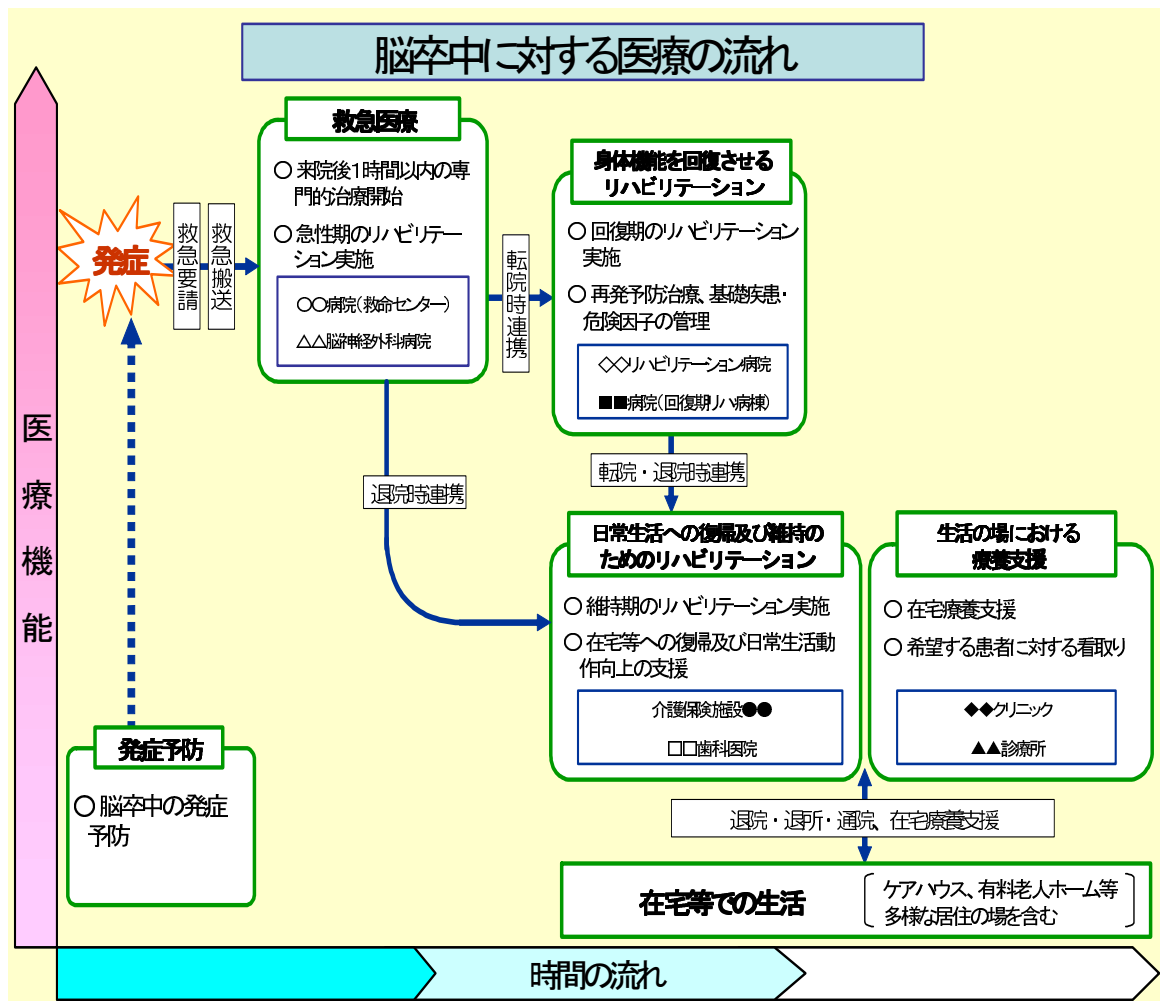 脳卒中に対する医療の流れ
救急医療
○ 来院後1時間以内の専
門的治療開始
○ 急性期のリハビリテー
ション実施
○○病院(救命センター)
△△脳神経外科病院
身体機能を回復させる
リハビリテーション
○ 回復期のリハビリテーション
実施
○ 再発予防治療、基礎疾患・
危険因子の管理
◇◇リハビリテーション病院
■■病院(回復期リハ病棟)
発症
救急要請
救急搬送
転院時連携
医療機能
退院時連携
転院・退院時連携
日常生活への復帰及び維持の
ためのリハビリテーション
○ 維持期のリハビリテーション実施
○ 在宅等への復帰及び日常生活動
作向上の支援
介護保険施設●●
□□歯科医院
生活の場における
療養支援
○ 在宅療養支援
○ 希望する患者に対する看取り
◆◆クリニック
▲▲診療所
発症予防
○ 脳卒中の発症
予防
退院・退所・通院、在宅療養支援
在宅等での生活
ケアハウス、有料老人ホーム等
多様な居住の場を含む
時間の流れ